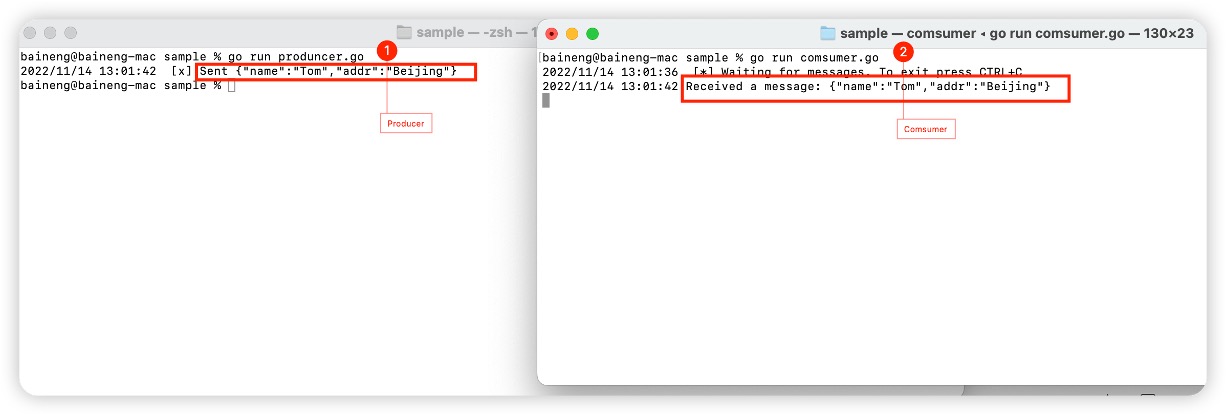 sample — -zsh — 1
baineng@baineng-mac sample % go run produncer.go
1
2022/11/14 13:01:42  [x] Sent {"name":"Tom","addr":"Beijing"}
baineng@baineng-mac sample %
Producer
sample — comsumer ◂ go run comsumer.go — 130×23
baineng@baineng-mac sample % go run comsumer.go
2
2022/11/14 13:01:36  [*] Waiting for messages. To exit press CTRL+C
2022/11/14 13:01:42 Received a message: {"name":"Tom","addr":"Beijing"}
Comsumer